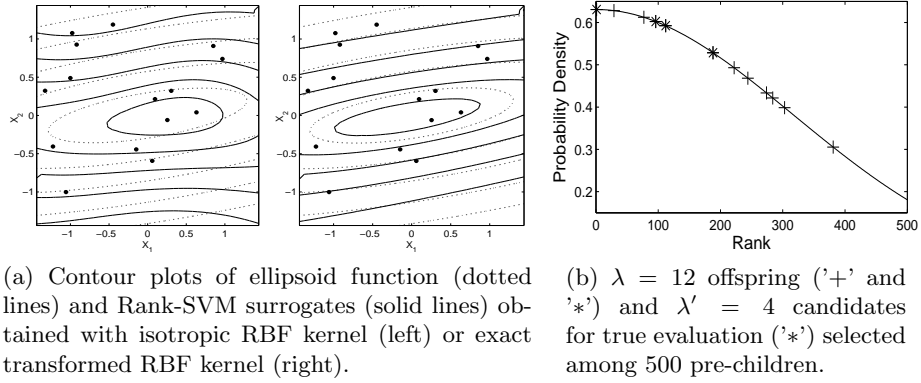 1
0.5
0
−0.5
−1
X_2
−1
−0.5
0
0.5
1
X_1
1
0.5
0
−0.5
−1
X_2
−1
−0.5
0
0.5
1
X_1
0.6
0.5
0.4
0.3
0.2
Probability Density
0
100
200
300
400
500
Rank
(a) Contour plots of ellipsoid function (dotted
lines) and Rank-SVM surrogates (solid lines) ob-
tained with isotropic RBF kernel (left) or exact
transformed RBF kernel (right).
(b) λ = 12 offspring ('+' and
'∗') and λ′ = 4 candidates
for true evaluation ('∗') selected
among 500 pre-children.